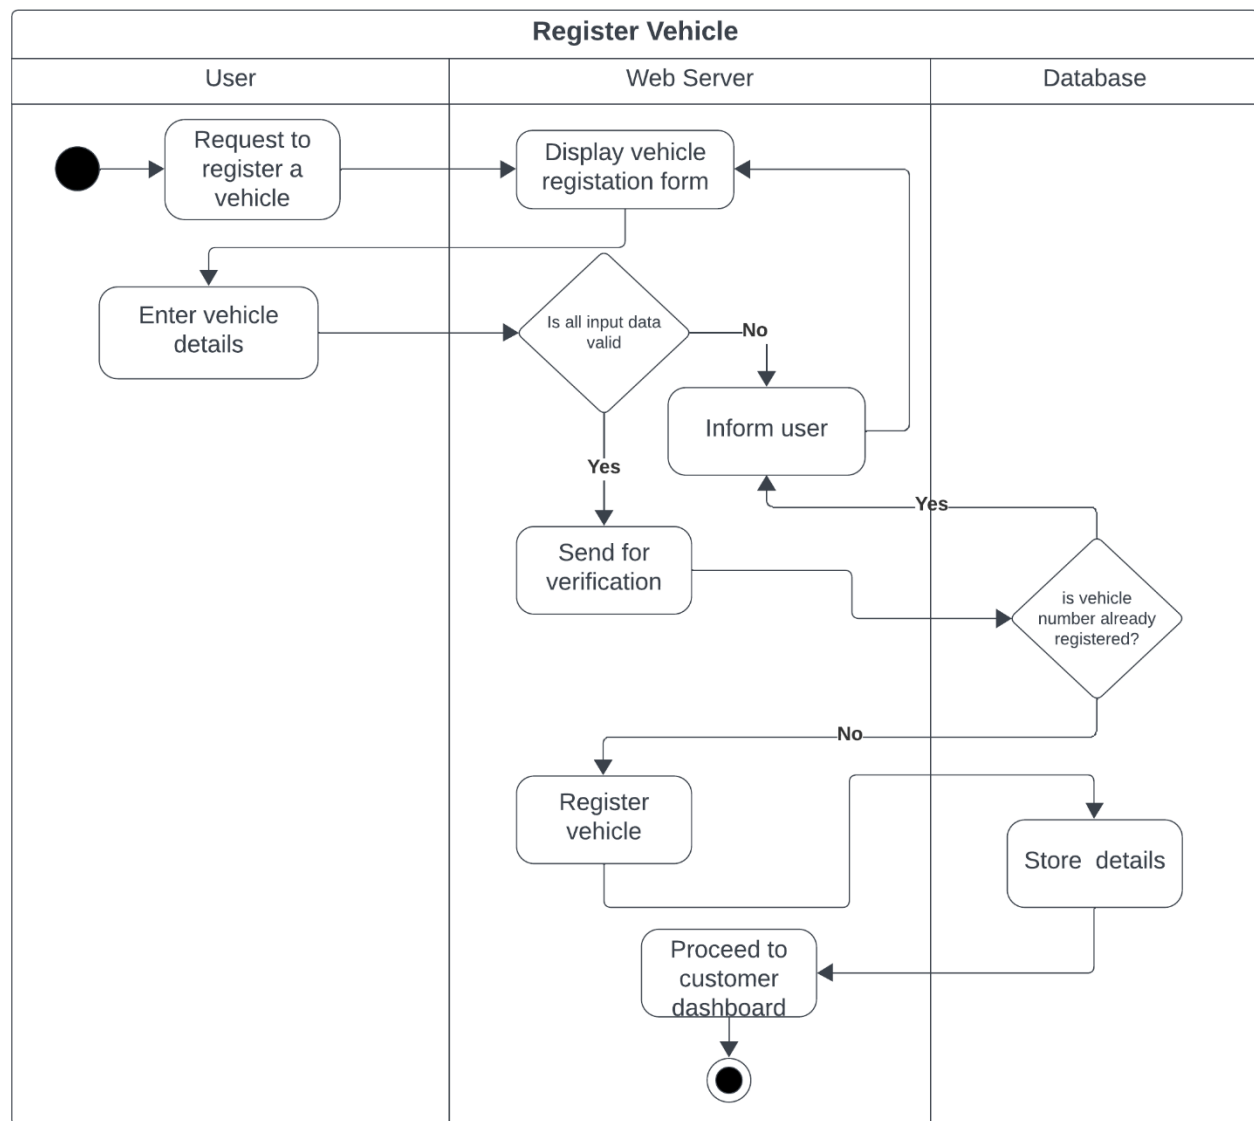 Register Vehicle
User
Web Server
Database
Request to
register a
vehicle
Display vehicle
registation form
Enter vehicle
details
Is all input data
valid
No
Inform user
Yes
Yes
Send for
verification
is vehicle
number already
registered?
No
Register
vehicle
Store  details
Proceed to
customer
dashboard